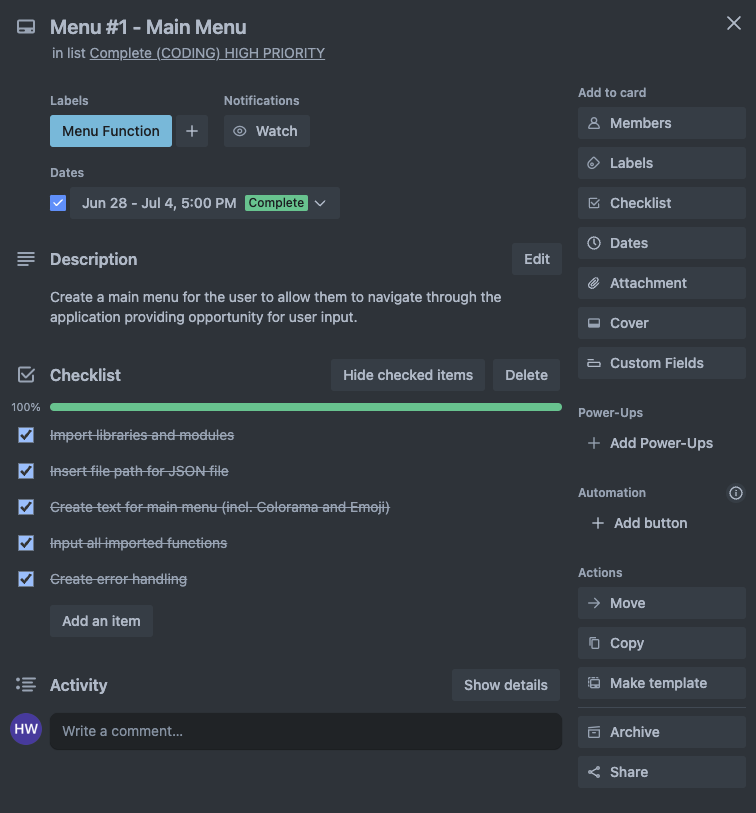 Menu #1 - Main Menu
in list Complete (CODING) HIGH PRIORITY
Labels
Menu Function
Notifications
Watch
Dates
Jun 28 - Jul 4, 5:00 PM Complete
Description
Edit
Create a main menu for the user to allow them to navigate through the
application providing opportunity for user input.
Checklist
Hide checked items
Delete
100%
Import libraries and modules
Insert file path for JSON file
Create text for main menu (incl. Colorama and Emoji)
Input all imported functions
Create error handling
Add an item
Activity
Show details
HW
Write a comment...
Add to card
Members
Labels
Checklist
Dates
Attachment
Cover
Custom Fields
Power-Ups
Add Power-Ups
Automation
Add button
Actions
Move
Copy
Make template
Archive
Share